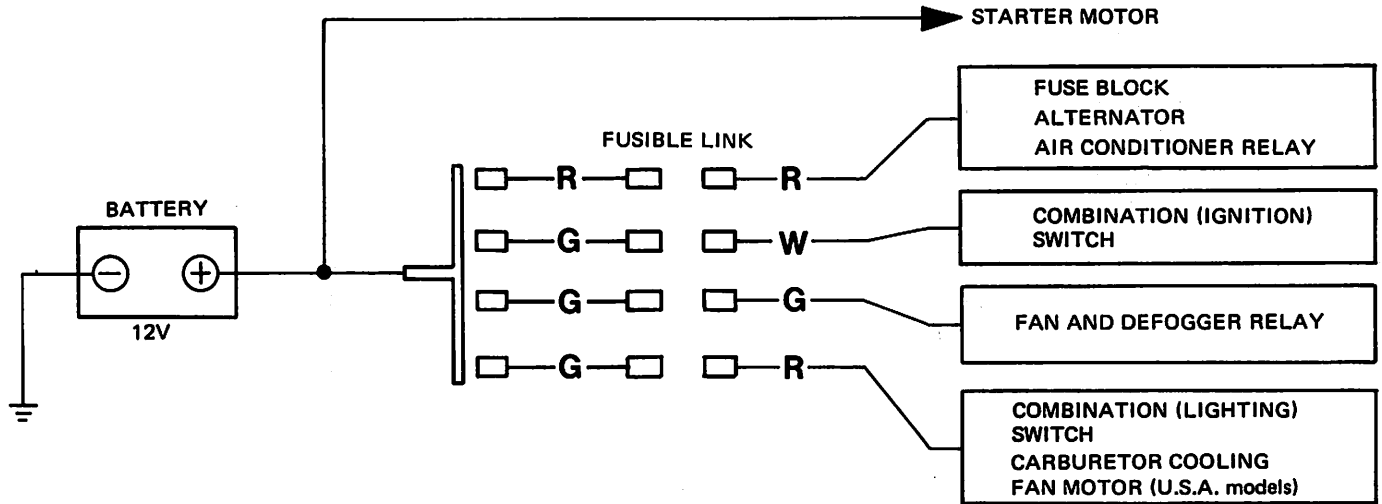 STARTER MOTOR
FUSE BLOCK
ALTERNATOR
AIR CONDITIONER RELAY
FUSIBLE LINK
R R
BATTERY
COMBINATION (IGNITION)
SWITCH
G W
− +
G G
FAN AND DEFOGGER RELAY
12V
G R
COMBINATION (LIGHTING)
SWITCH
CARBURETOR COOLING
FAN MOTOR (U.S.A. models)